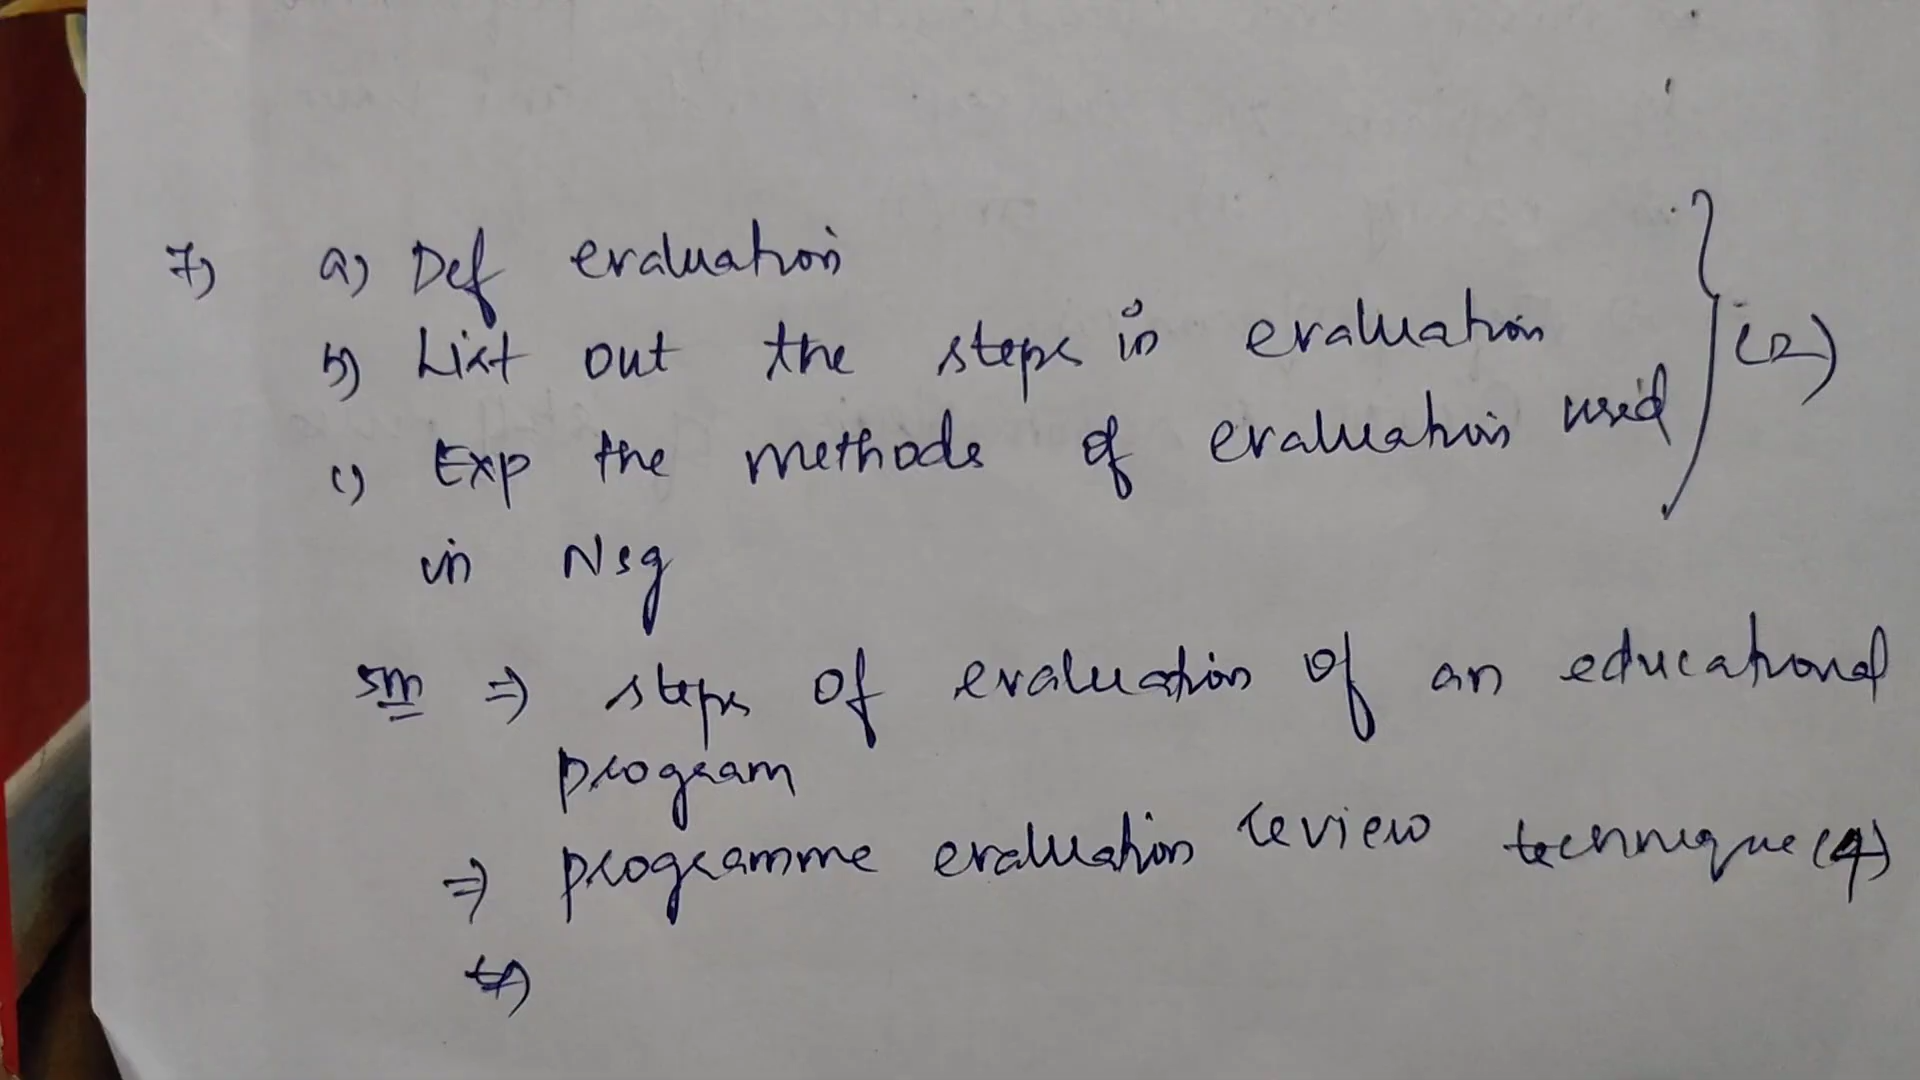 7) a) Def evaluation
b) List out the steps in evaluation
c) Exp the methods of evaluation used } (2)
in Nsg
5m ⇒ steps of evaluation of an educational
program
⇒ programme evaluation review technique (4)